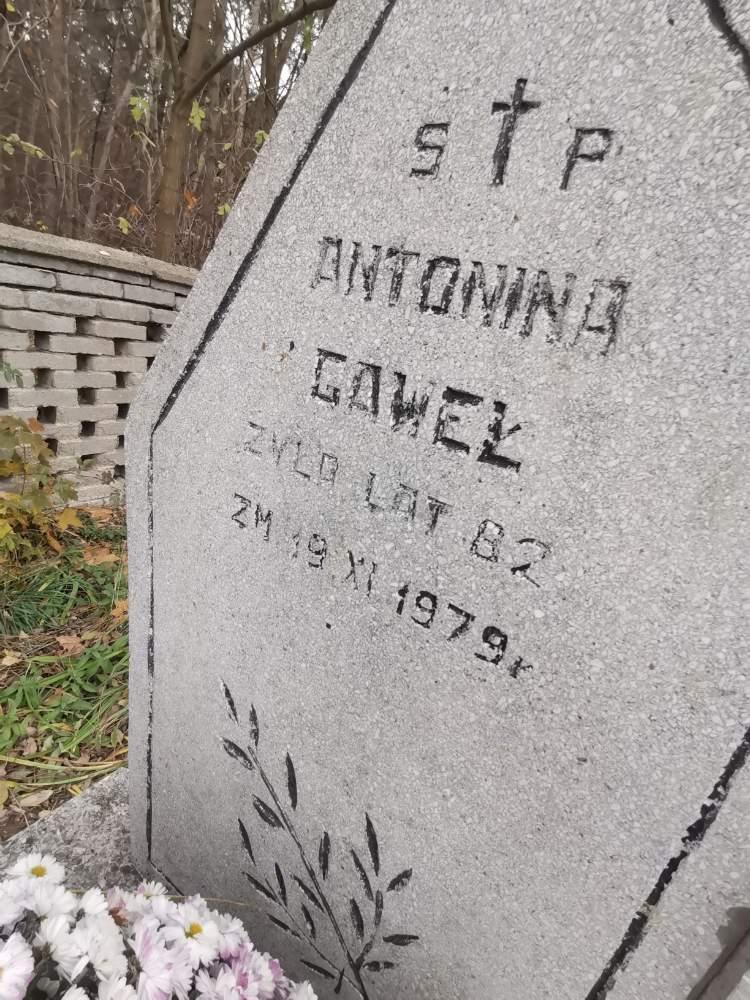 S † P
ANTONINA
GAWEŁ
ŻYŁA LAT 82
ZM 19 XI 1979r